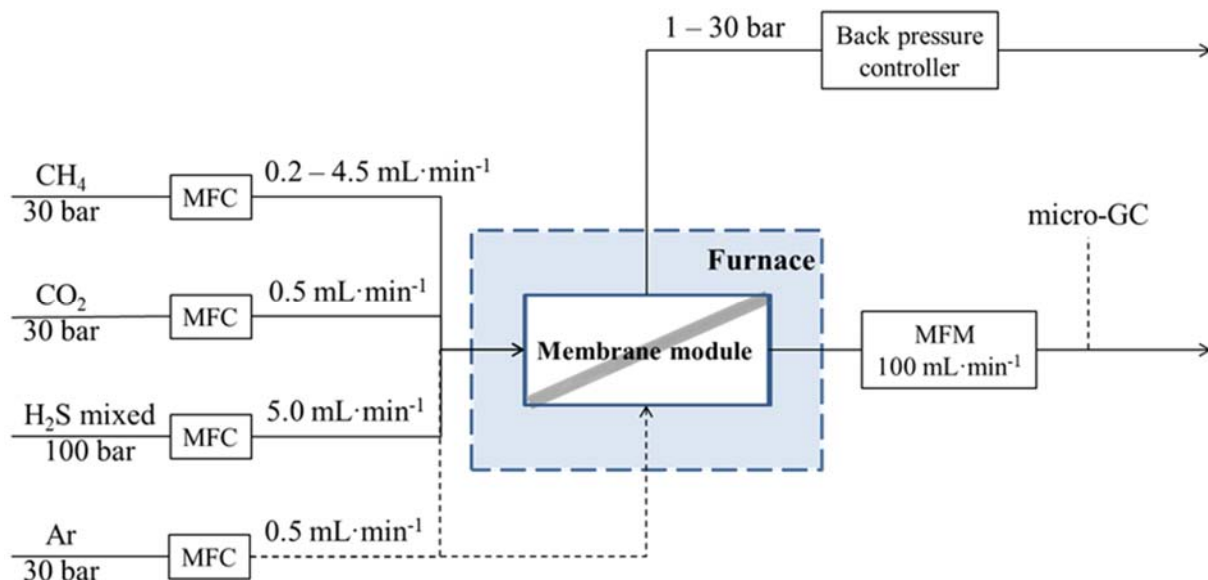 1 – 30 bar
Back pressure
controller
CH₄
30 bar
MFC
0.2 – 4.5 mL·min⁻¹
micro-GC
Furnace
CO₂
30 bar
MFC
0.5 mL·min⁻¹
Membrane module
MFM
100 mL·min⁻¹
H₂S mixed
100 bar
MFC
5.0 mL·min⁻¹
Ar
30 bar
MFC
0.5 mL·min⁻¹